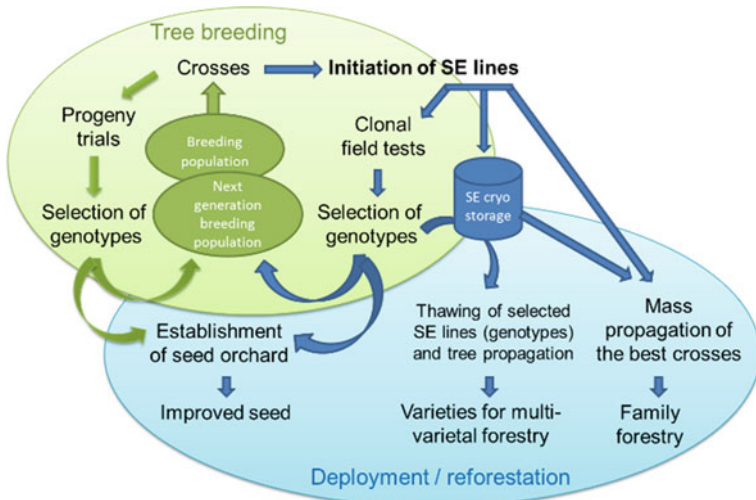 Tree breeding
Crosses
Initiation of SE lines
Progeny
trials
Breeding
population
Clonal
field tests
Next
generation
breeding
population
SE cryo
storage
Selection of
genotypes
Selection of
genotypes
Establishment
of seed orchard
Thawing of selected
SE lines (genotypes)
and tree propagation
Mass
propagation of
the best crosses
Improved seed
Varieties for multi-
varietal forestry
Family
forestry
Deployment / reforestation